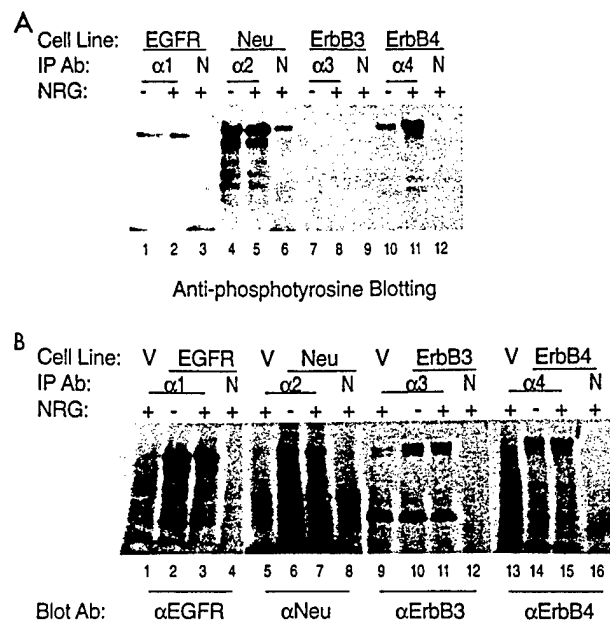 A
Cell Line: EGFR Neu ErbB3 ErbB4
IP Ab: α1 N α2 N α3 N α4 N
NRG: - + + - + + - + + - + +
1 2 3 4 5 6 7 8 9 10 11 12
Anti-phosphotyrosine Blotting
B
Cell Line: V EGFR V Neu V ErbB3 V ErbB4
IP Ab: α1 N α2 N α3 N α4 N
NRG: + - + + + - + + + - + + + - + +
1 2 3 4 5 6 7 8 9 10 11 12 13 14 15 16
Blot Ab: αEGFR αNeu αErbB3 αErbB4